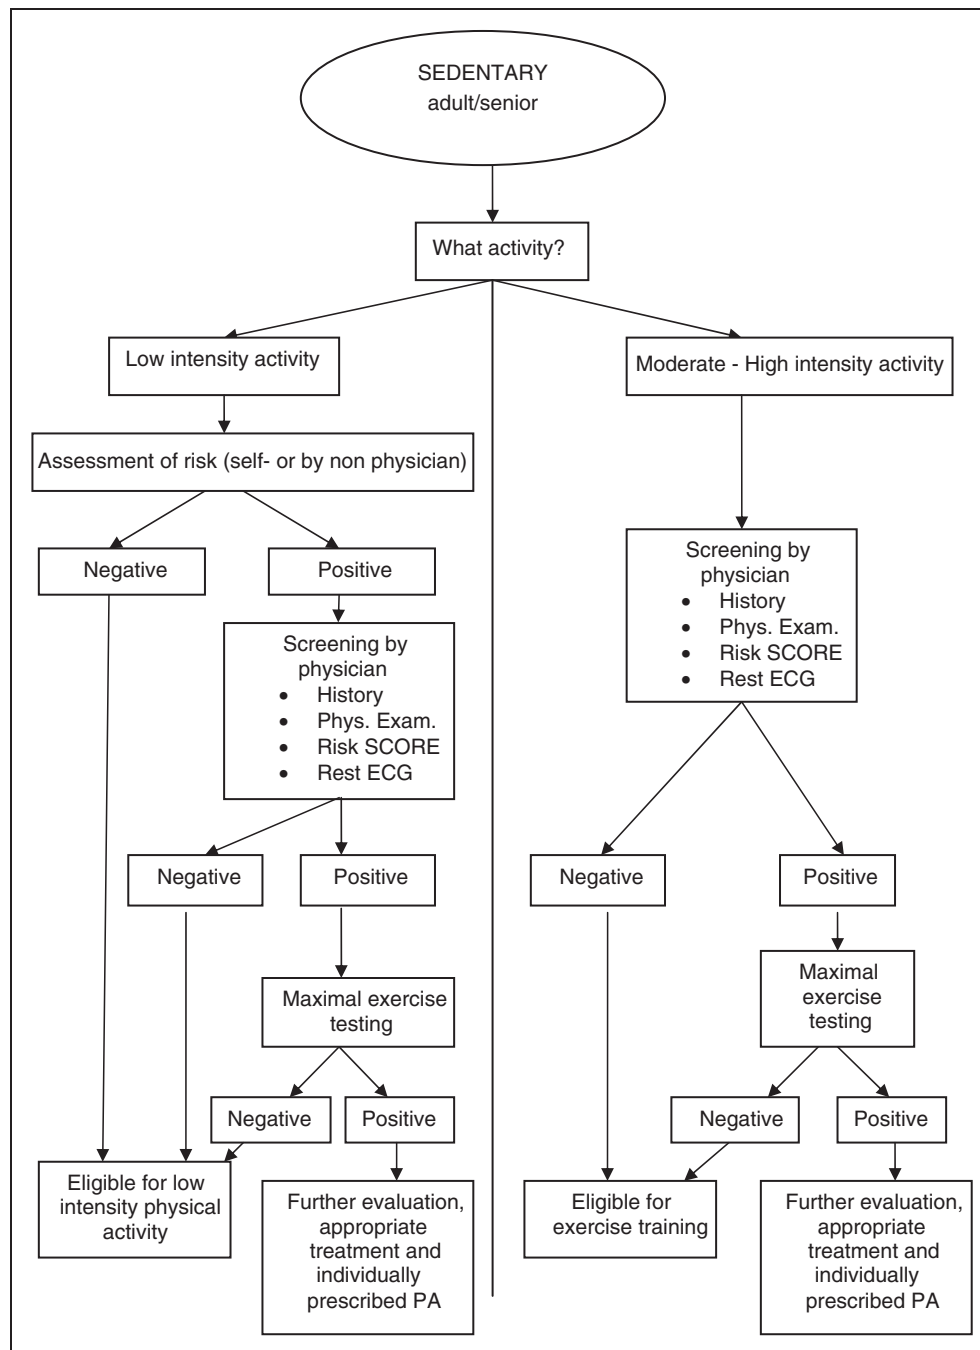 SEDENTARY
adult/senior
What activity?
Low intensity activity
Assessment of risk (self- or by non physician)
Negative
Positive
Screening by
physician
• History
• Phys. Exam.
• Risk SCORE
• Rest ECG
Negative
Positive
Maximal exercise
testing
Negative
Positive
Eligible for low
intensity physical
activity
Further evaluation,
appropriate
treatment and
individually
prescribed PA
Moderate - High intensity activity
Screening by
physician
• History
• Phys. Exam.
• Risk SCORE
• Rest ECG
Negative
Positive
Maximal
exercise
testing
Negative
Positive
Eligible for
exercise training
Further evaluation,
appropriate
treatment and
individually
prescribed PA